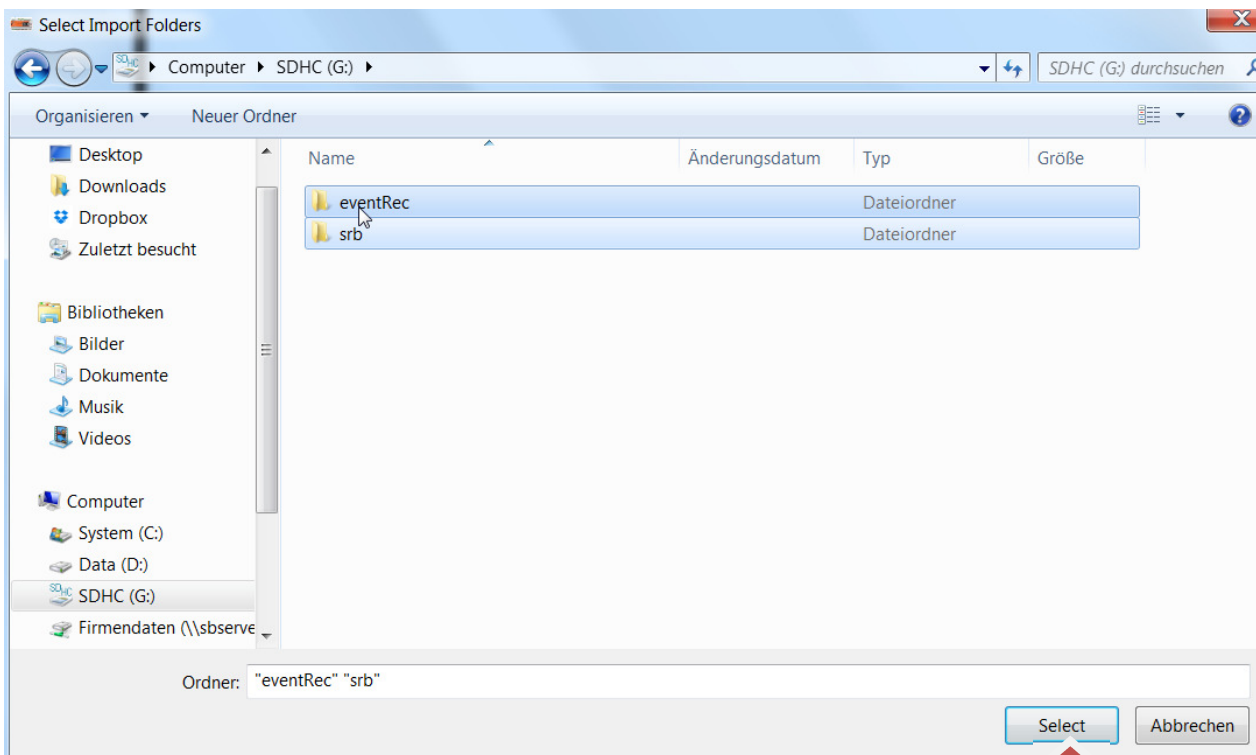 Select Import Folders
X
SDHC Computer SDHC (G:) SDHC (G:) durchsuchen
Organisieren Neuer Ordner ?
Desktop
Downloads
Dropbox
Zuletzt besucht
Bibliotheken
Bilder
Dokumente
Musik
Videos
Computer
System (C:)
Data (D:)
SDHC SDHC (G:)
Firmendaten (\\sbserve
Name Änderungsdatum Typ Größe
eventRec Dateiordner
srb Dateiordner
Ordner: "eventRec" "srb"
Select Abbrechen